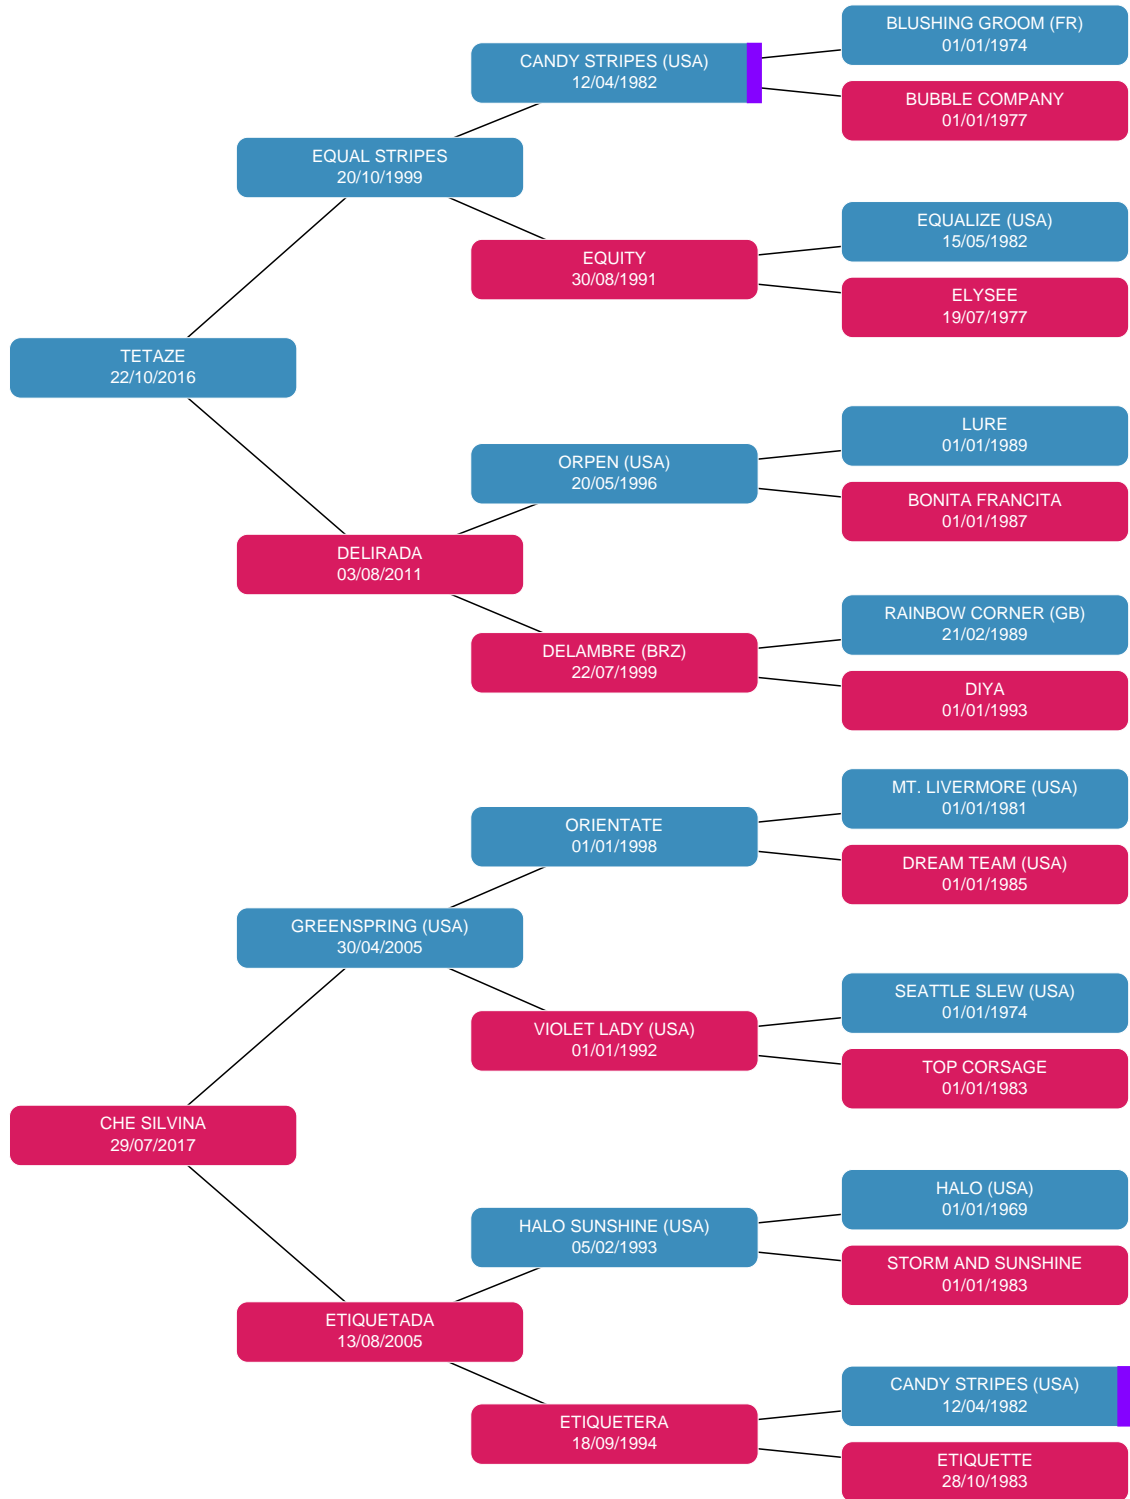 BLUSHING GROOM (FR)
01/01/1974
CANDY STRIPES (USA)
12/04/1982
BUBBLE COMPANY
01/01/1977
EQUAL STRIPES
20/10/1999
EQUALIZE (USA)
15/05/1982
EQUITY
30/08/1991
ELYSEE
19/07/1977
TETAZE
22/10/2016
LURE
01/01/1989
ORPEN (USA)
20/05/1996
BONITA FRANCITA
01/01/1987
DELIRADA
03/08/2011
RAINBOW CORNER (GB)
21/02/1989
DELAMBRE (BRZ)
22/07/1999
DIYA
01/01/1993
MT. LIVERMORE (USA)
01/01/1981
ORIENTATE
01/01/1998
DREAM TEAM (USA)
01/01/1985
GREENSPRING (USA)
30/04/2005
SEATTLE SLEW (USA)
01/01/1974
VIOLET LADY (USA)
01/01/1992
TOP CORSAGE
01/01/1983
CHE SILVINA
29/07/2017
HALO (USA)
01/01/1969
HALO SUNSHINE (USA)
05/02/1993
STORM AND SUNSHINE
01/01/1983
ETIQUETADA
13/08/2005
CANDY STRIPES (USA)
12/04/1982
ETIQUETERA
18/09/1994
ETIQUETTE
28/10/1983